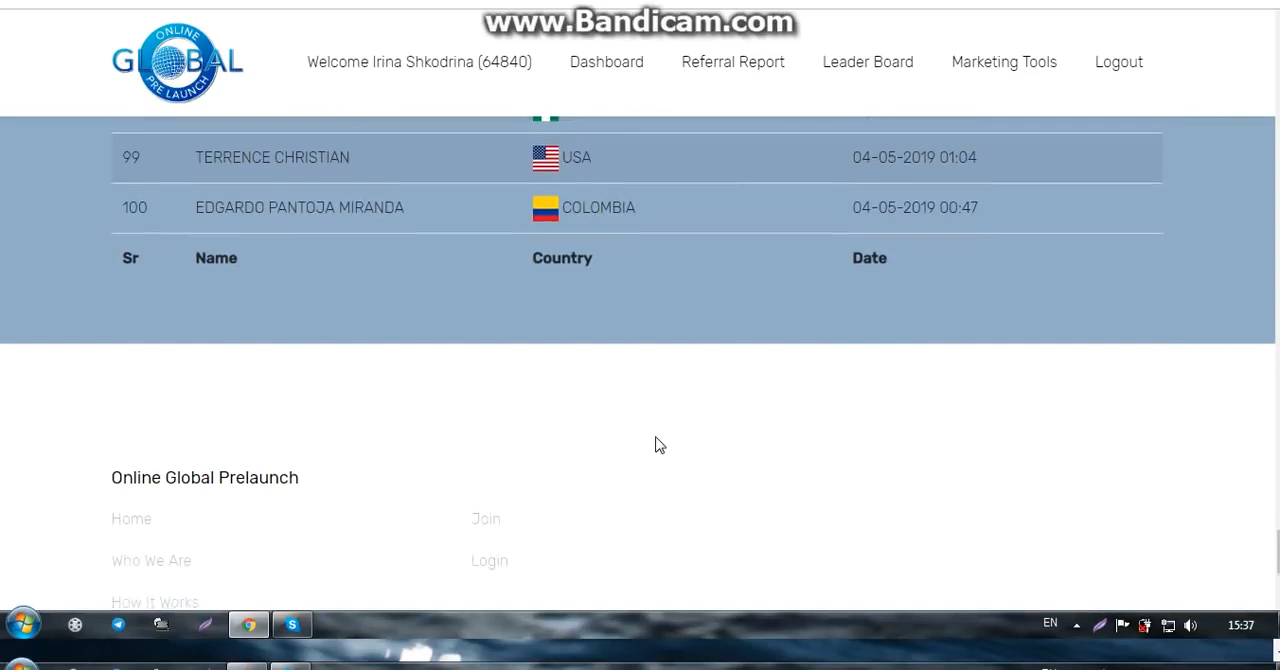 www.Bandicam.com
ONLINE
GLOBAL
PRE LAUNCH
Welcome Irina Shkodrina (64840) Dashboard Referral Report Leader Board Marketing Tools Logout
99 TERRENCE CHRISTIAN USA 04-05-2019 01:04
100 EDGARDO PANTOJA MIRANDA COLOMBIA 04-05-2019 00:47
Sr Name Country Date
Online Global Prelaunch
Home Join
Who We Are Login
How It Works
EN 15:37
EN